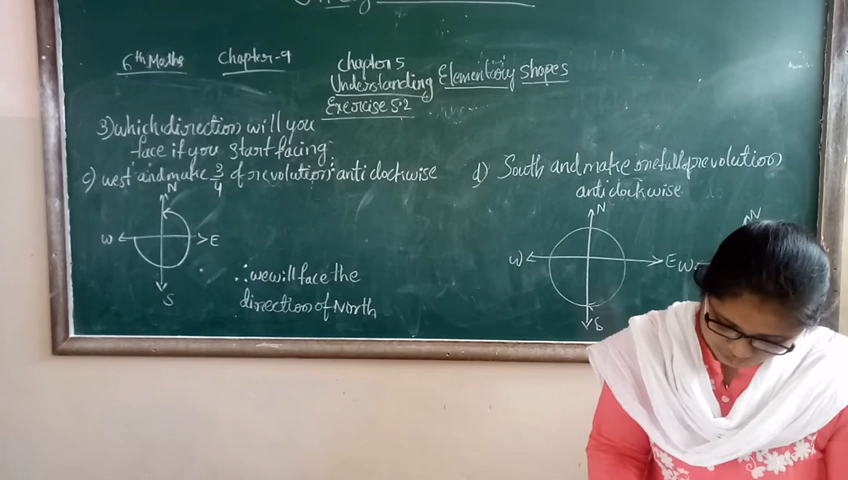 6th Maths
Chapter-9
Chapter 5
Understanding Elementary shapes
Exercise 5.2
3) which direction will you
face if you start facing:
c) west and make 3/4 of revolution anti clockwise
N
W E
S
∴ we will face the
direction of North
d) South and make one full of revolution
anti clockwise
N
W E
S
N
W